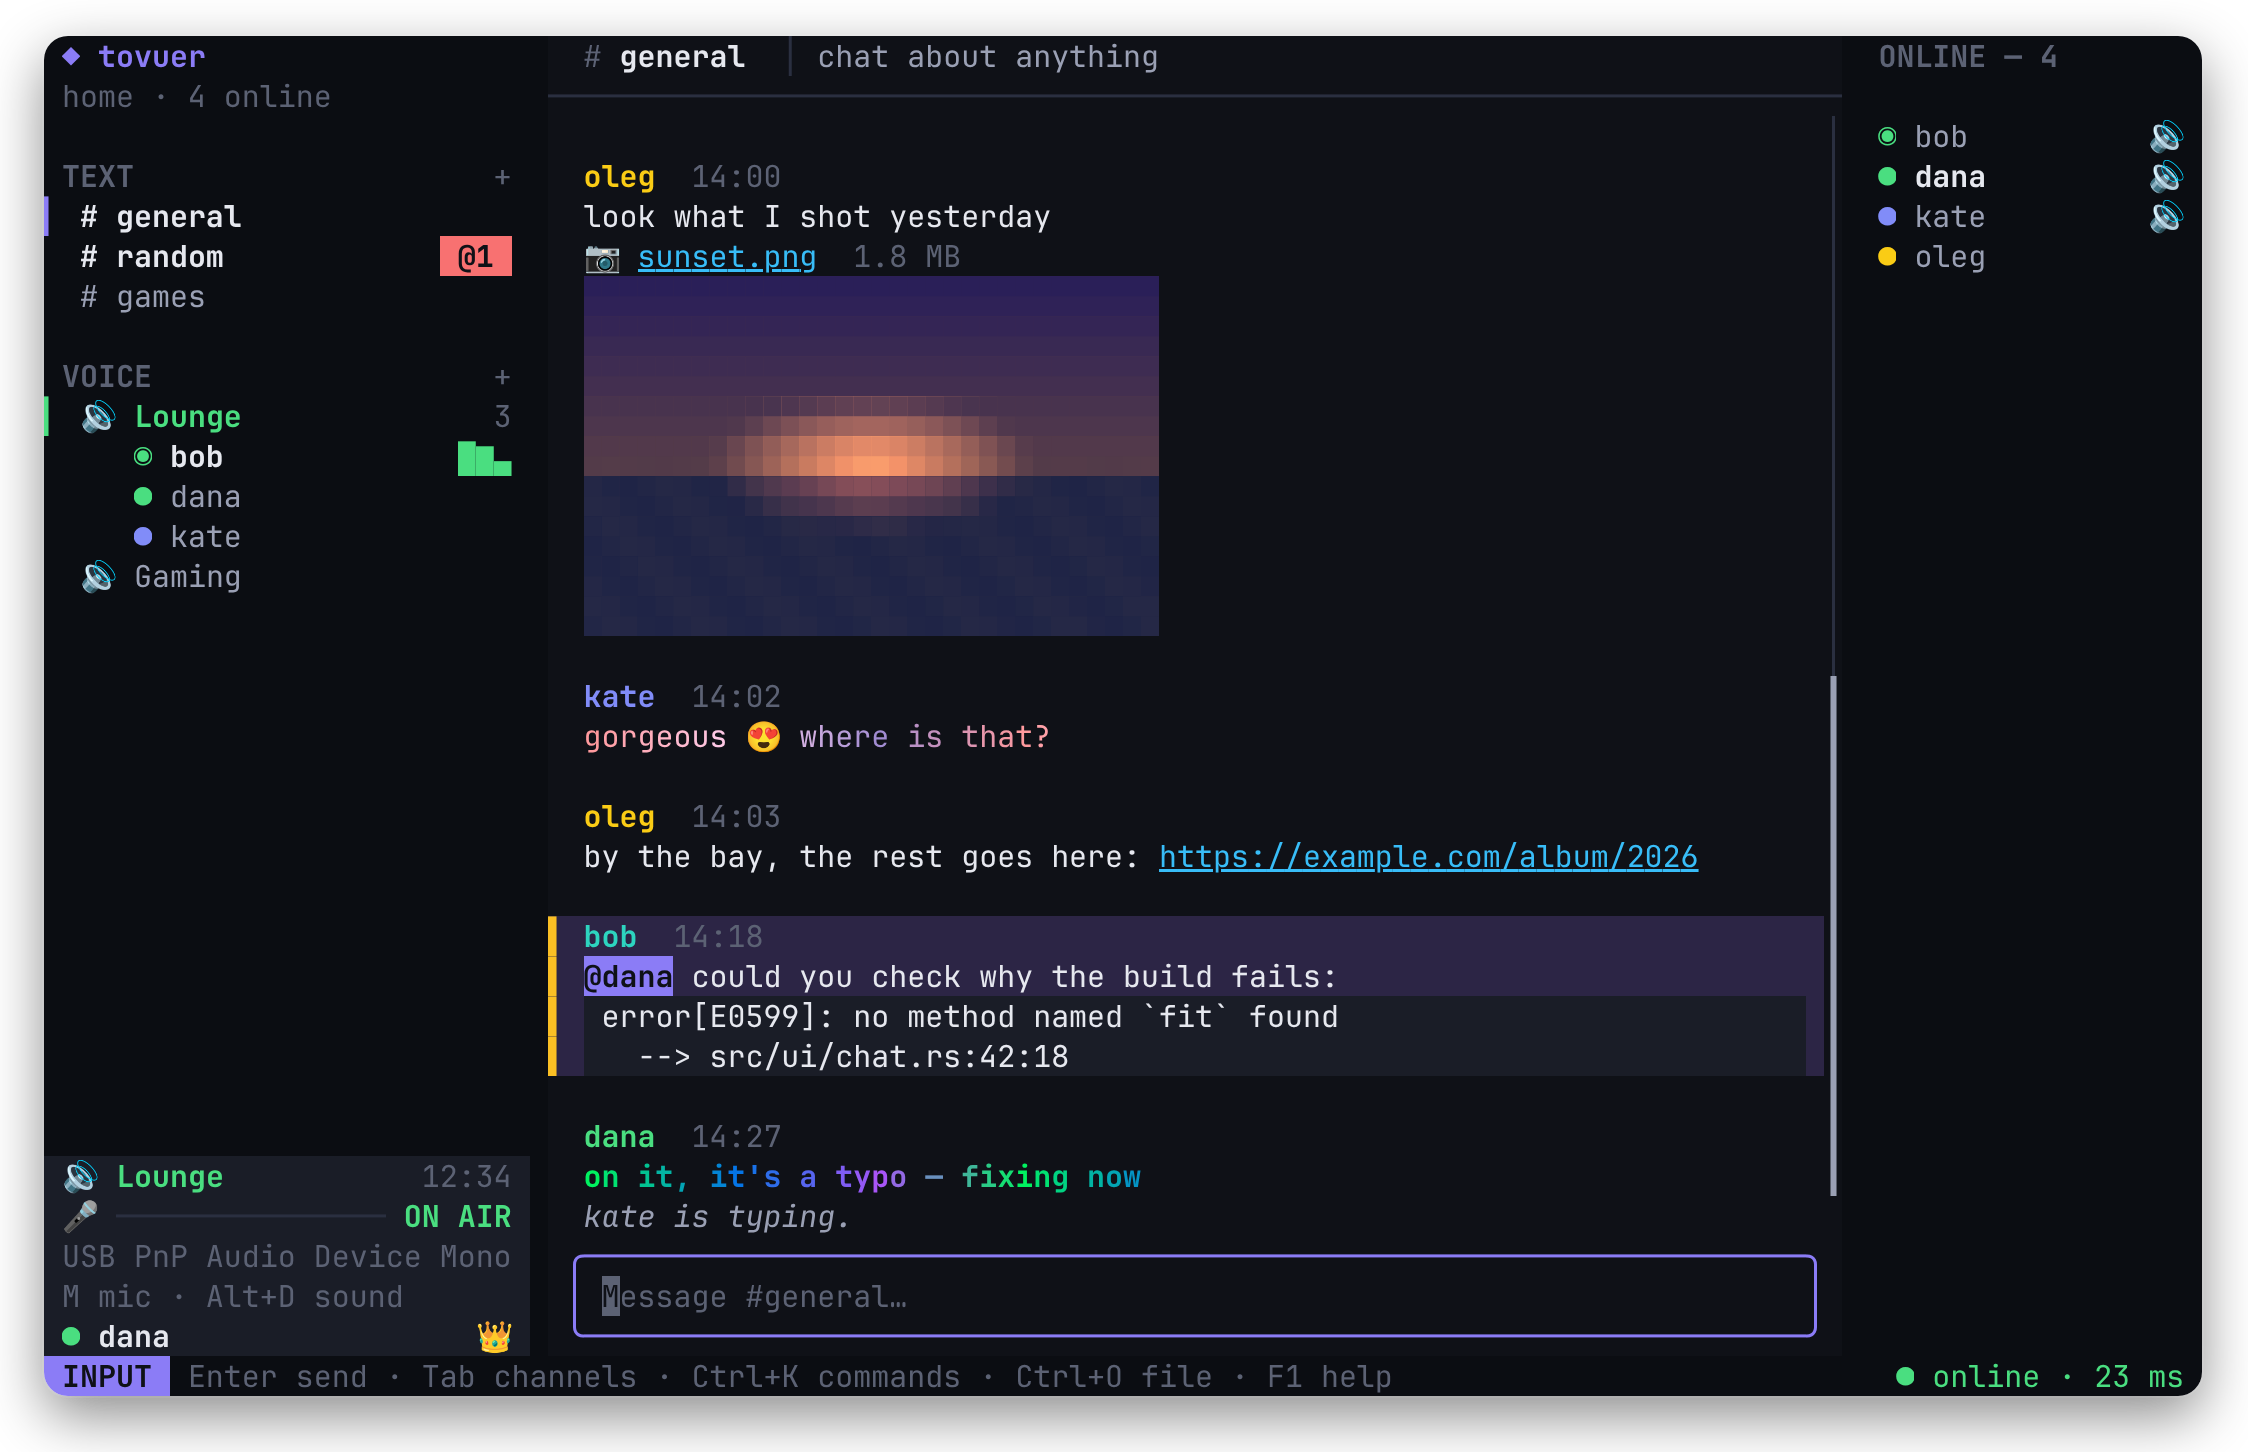 ◆ tovuer
home · 4 online
TEXT +
# general
# random @1
# games
VOICE +
🔊 Lounge 3
bob
dana
kate
🔊 Gaming
🔊 Lounge 12:34
🎤 ON AIR
USB PnP Audio Device Mono
M mic · Alt+D sound
dana 👑
# general │ chat about anything
oleg 14:00
look what I shot yesterday
📷 sunset.png 1.8 MB
kate 14:02
gorgeous 😍 where is that?
oleg 14:03
by the bay, the rest goes here: https://example.com/album/2026
bob 14:18
@dana could you check why the build fails:
error[E0599]: no method named `fit` found
--> src/ui/chat.rs:42:18
dana 14:27
on it, it's a typo — fixing now
kate is typing.
Message #general…
ONLINE — 4
bob 🔊
dana 🔊
kate 🔊
oleg
INPUT Enter send · Tab channels · Ctrl+K commands · Ctrl+O file · F1 help
● online · 23 ms